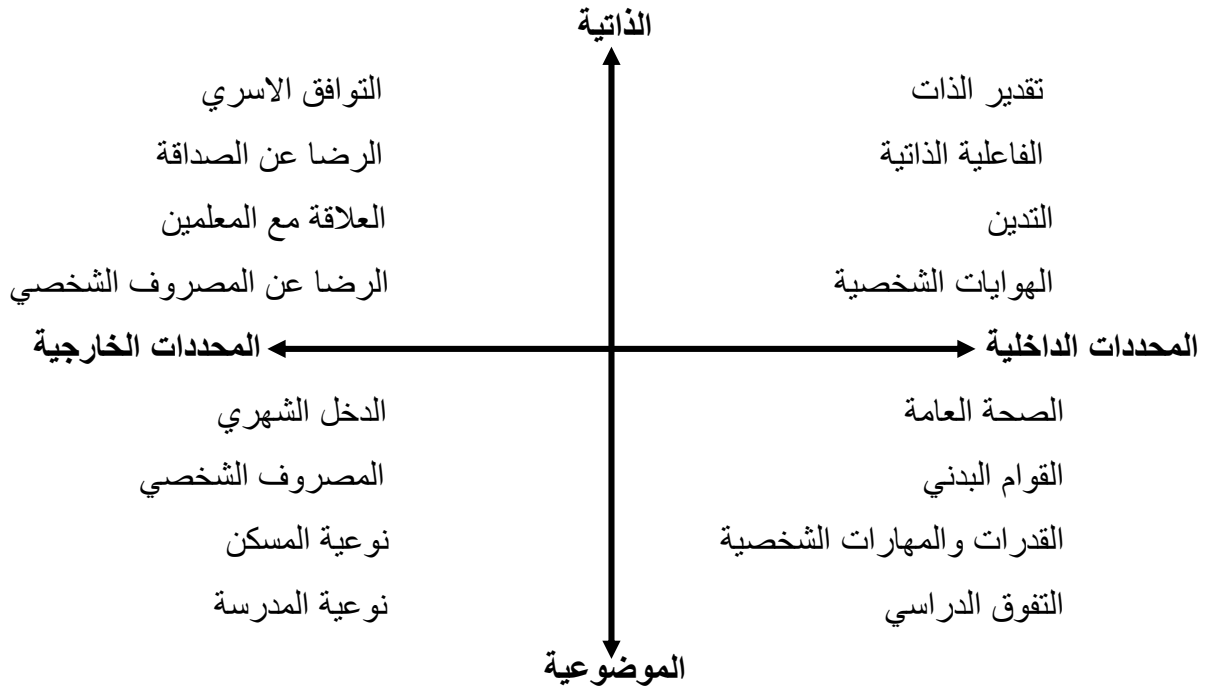 الذاتية
تقدير الذات
التوافق الاسري
الفاعلية الذاتية
الرضا عن الصداقة
التدين
العلاقة مع المعلمين
الهوايات الشخصية
الرضا عن المصروف الشخصي
المحددات الداخلية
المحددات الخارجية
الصحة العامة
الدخل الشهري
القوام البدني
المصروف الشخصي
القدرات والمهارات الشخصية
نوعية المسكن
التفوق الدراسي
نوعية المدرسة
الموضوعية